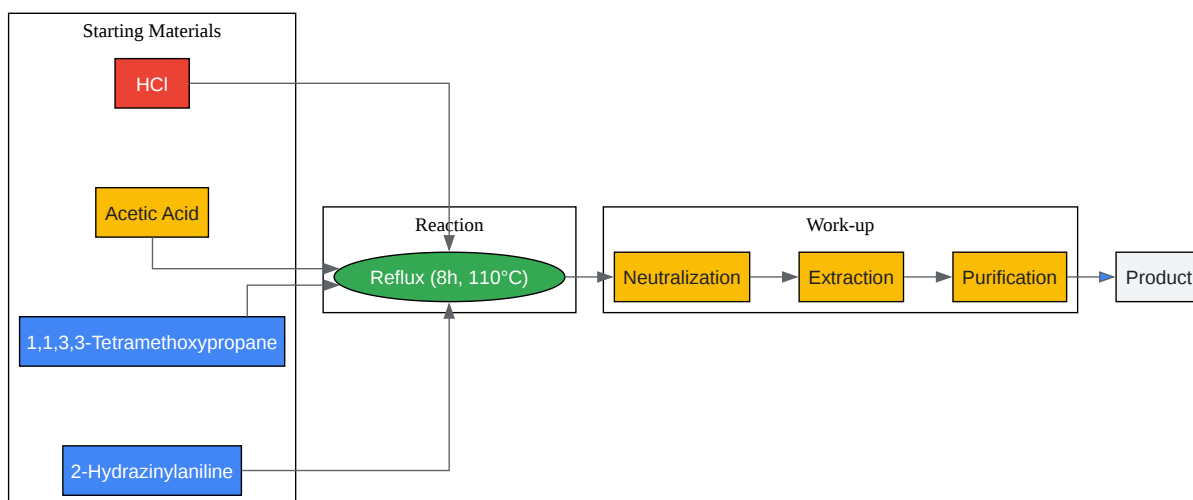 Starting Materials
HCl
Acetic Acid
1,1,3,3-Tetramethoxypropane
2-Hydrazinylaniline
Reaction
Reflux (8h, 110°C)
Work-up
Neutralization
Extraction
Purification
Product